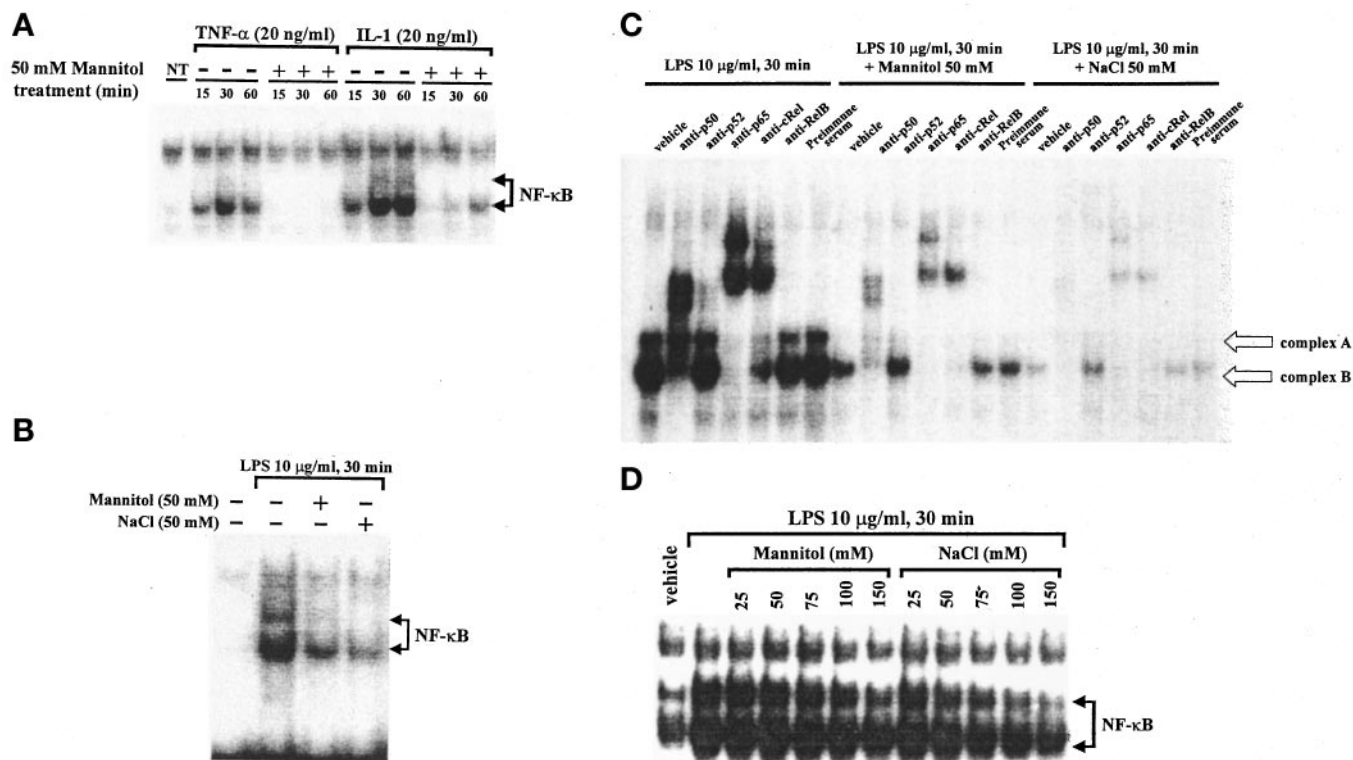 A
TNF-α (20 ng/ml) IL-1 (20 ng/ml)
50 mM Mannitol NT - - - + + + - - - + + +
treatment (min) 15 30 60 15 30 60 15 30 60 15 30 60
NF-κB
B
LPS 10 µg/ml, 30 min
Mannitol (50 mM) - - + -
NaCl (50 mM) - - - +
NF-κB
C
LPS 10 µg/ml, 30 min
LPS 10 µg/ml, 30 min
+ Mannitol 50 mM
LPS 10 µg/ml, 30 min
+ NaCl 50 mM
vehicle anti-p50 anti-p52 anti-p65 anti-cRel anti-RelB Preimmune serum
vehicle anti-p50 anti-p52 anti-p65 anti-cRel anti-RelB Preimmune serum
vehicle anti-p50 anti-p52 anti-p65 anti-cRel anti-RelB Preimmune serum
complex A
complex B
D
LPS 10 µg/ml, 30 min
Mannitol (mM) NaCl (mM)
vehicle 25 50 75 100 150 25 50 75 100 150
NF-κB